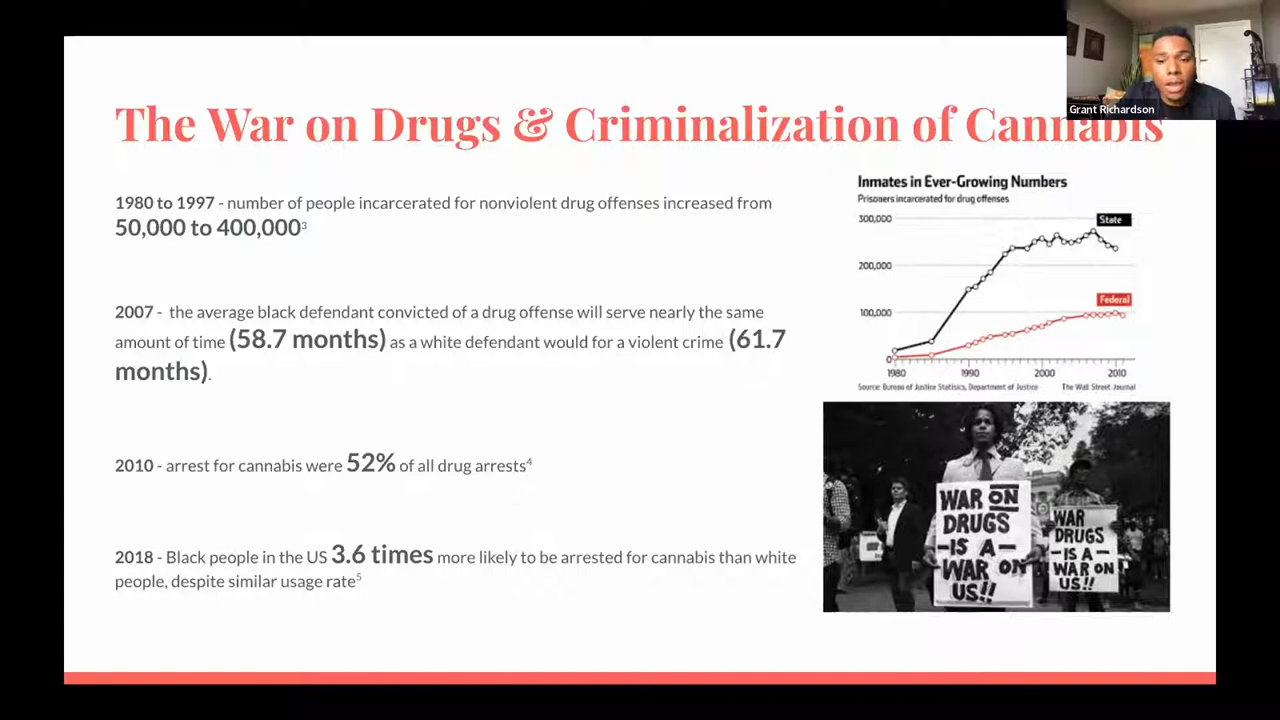 Grant Richardson
The War on Drugs & Criminalization of Cannabis
1980 to 1997 - number of people incarcerated for nonviolent drug offenses increased from
50,000 to 400,000³
2007 - the average black defendant convicted of a drug offense will serve nearly the same
amount of time (58.7 months) as a white defendant would for a violent crime (61.7
months).
2010 - arrest for cannabis were 52% of all drug arrests⁴
2018 - Black people in the US 3.6 times more likely to be arrested for cannabis than white
people, despite similar usage rate⁵
Inmates in Ever-Growing Numbers
Prisoners incarcerated for drug offenses
300,000
State
200,000
Federal
100,000
0
1980 1990 2000 2010
Source: Bureau of Justice Statistics, Department of Justice The Wall Street Journal
WAR ON
DRUGS
-IS A-
WAR ON
US!!
WAR
DRUGS
-IS A-
WAR ON
US!!